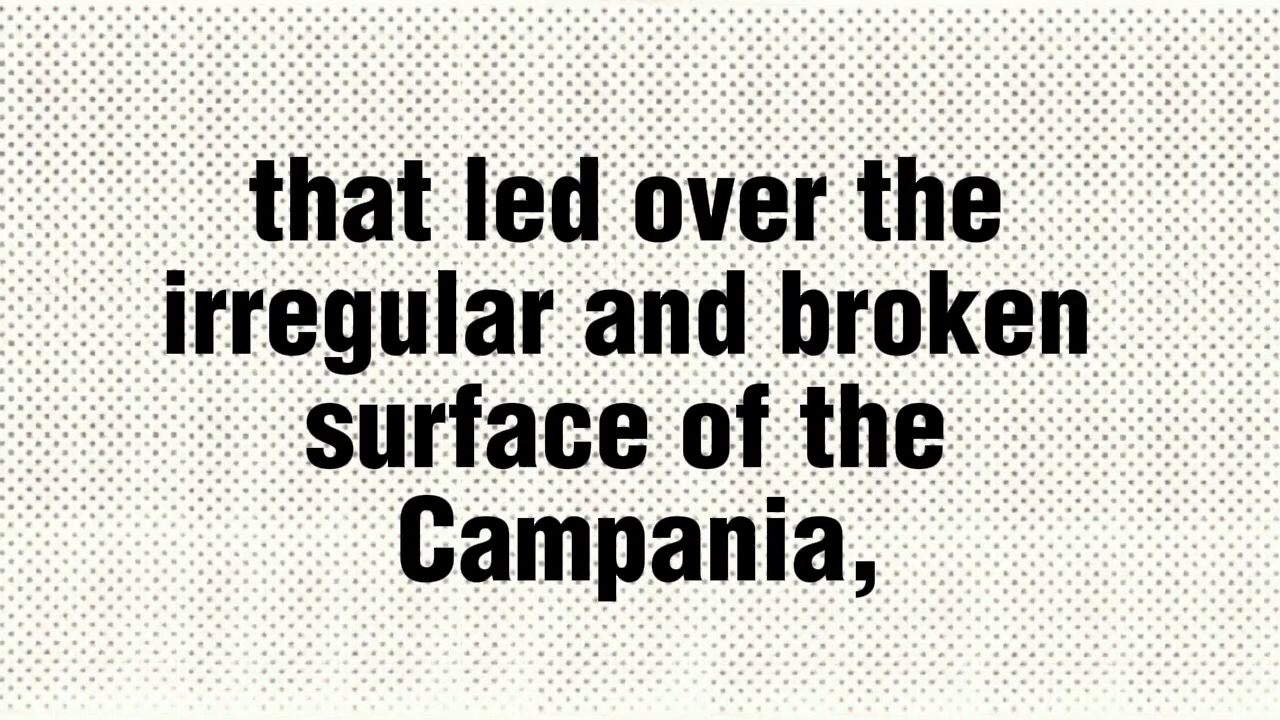 that led over the
irregular and broken
surface of the
Campania,